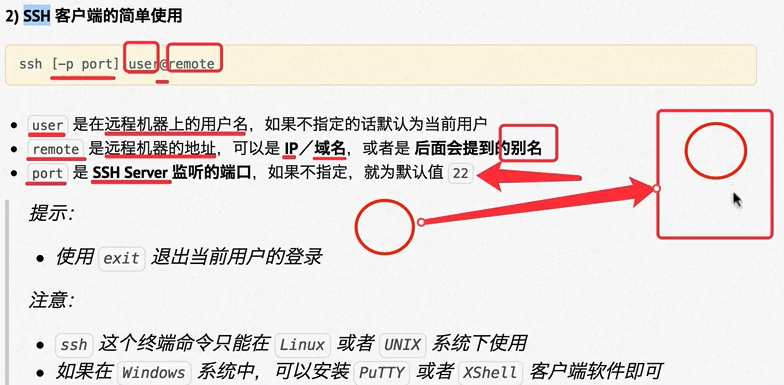 2) SSH 客户端的简单使用
ssh [-p port] user@remote
• user 是在远程机器上的用户名，如果不指定的话默认为当前用户
• remote 是远程机器的地址，可以是 IP／域名，或者是 后面会提到的别名
• port 是 SSH Server 监听的端口，如果不指定，就为默认值 22
提示：
• 使用 exit 退出当前用户的登录
注意：
• ssh 这个终端命令只能在 Linux 或者 UNIX 系统下使用
• 如果在 Windows 系统中，可以安装 PuTTY 或者 XShell 客户端软件即可